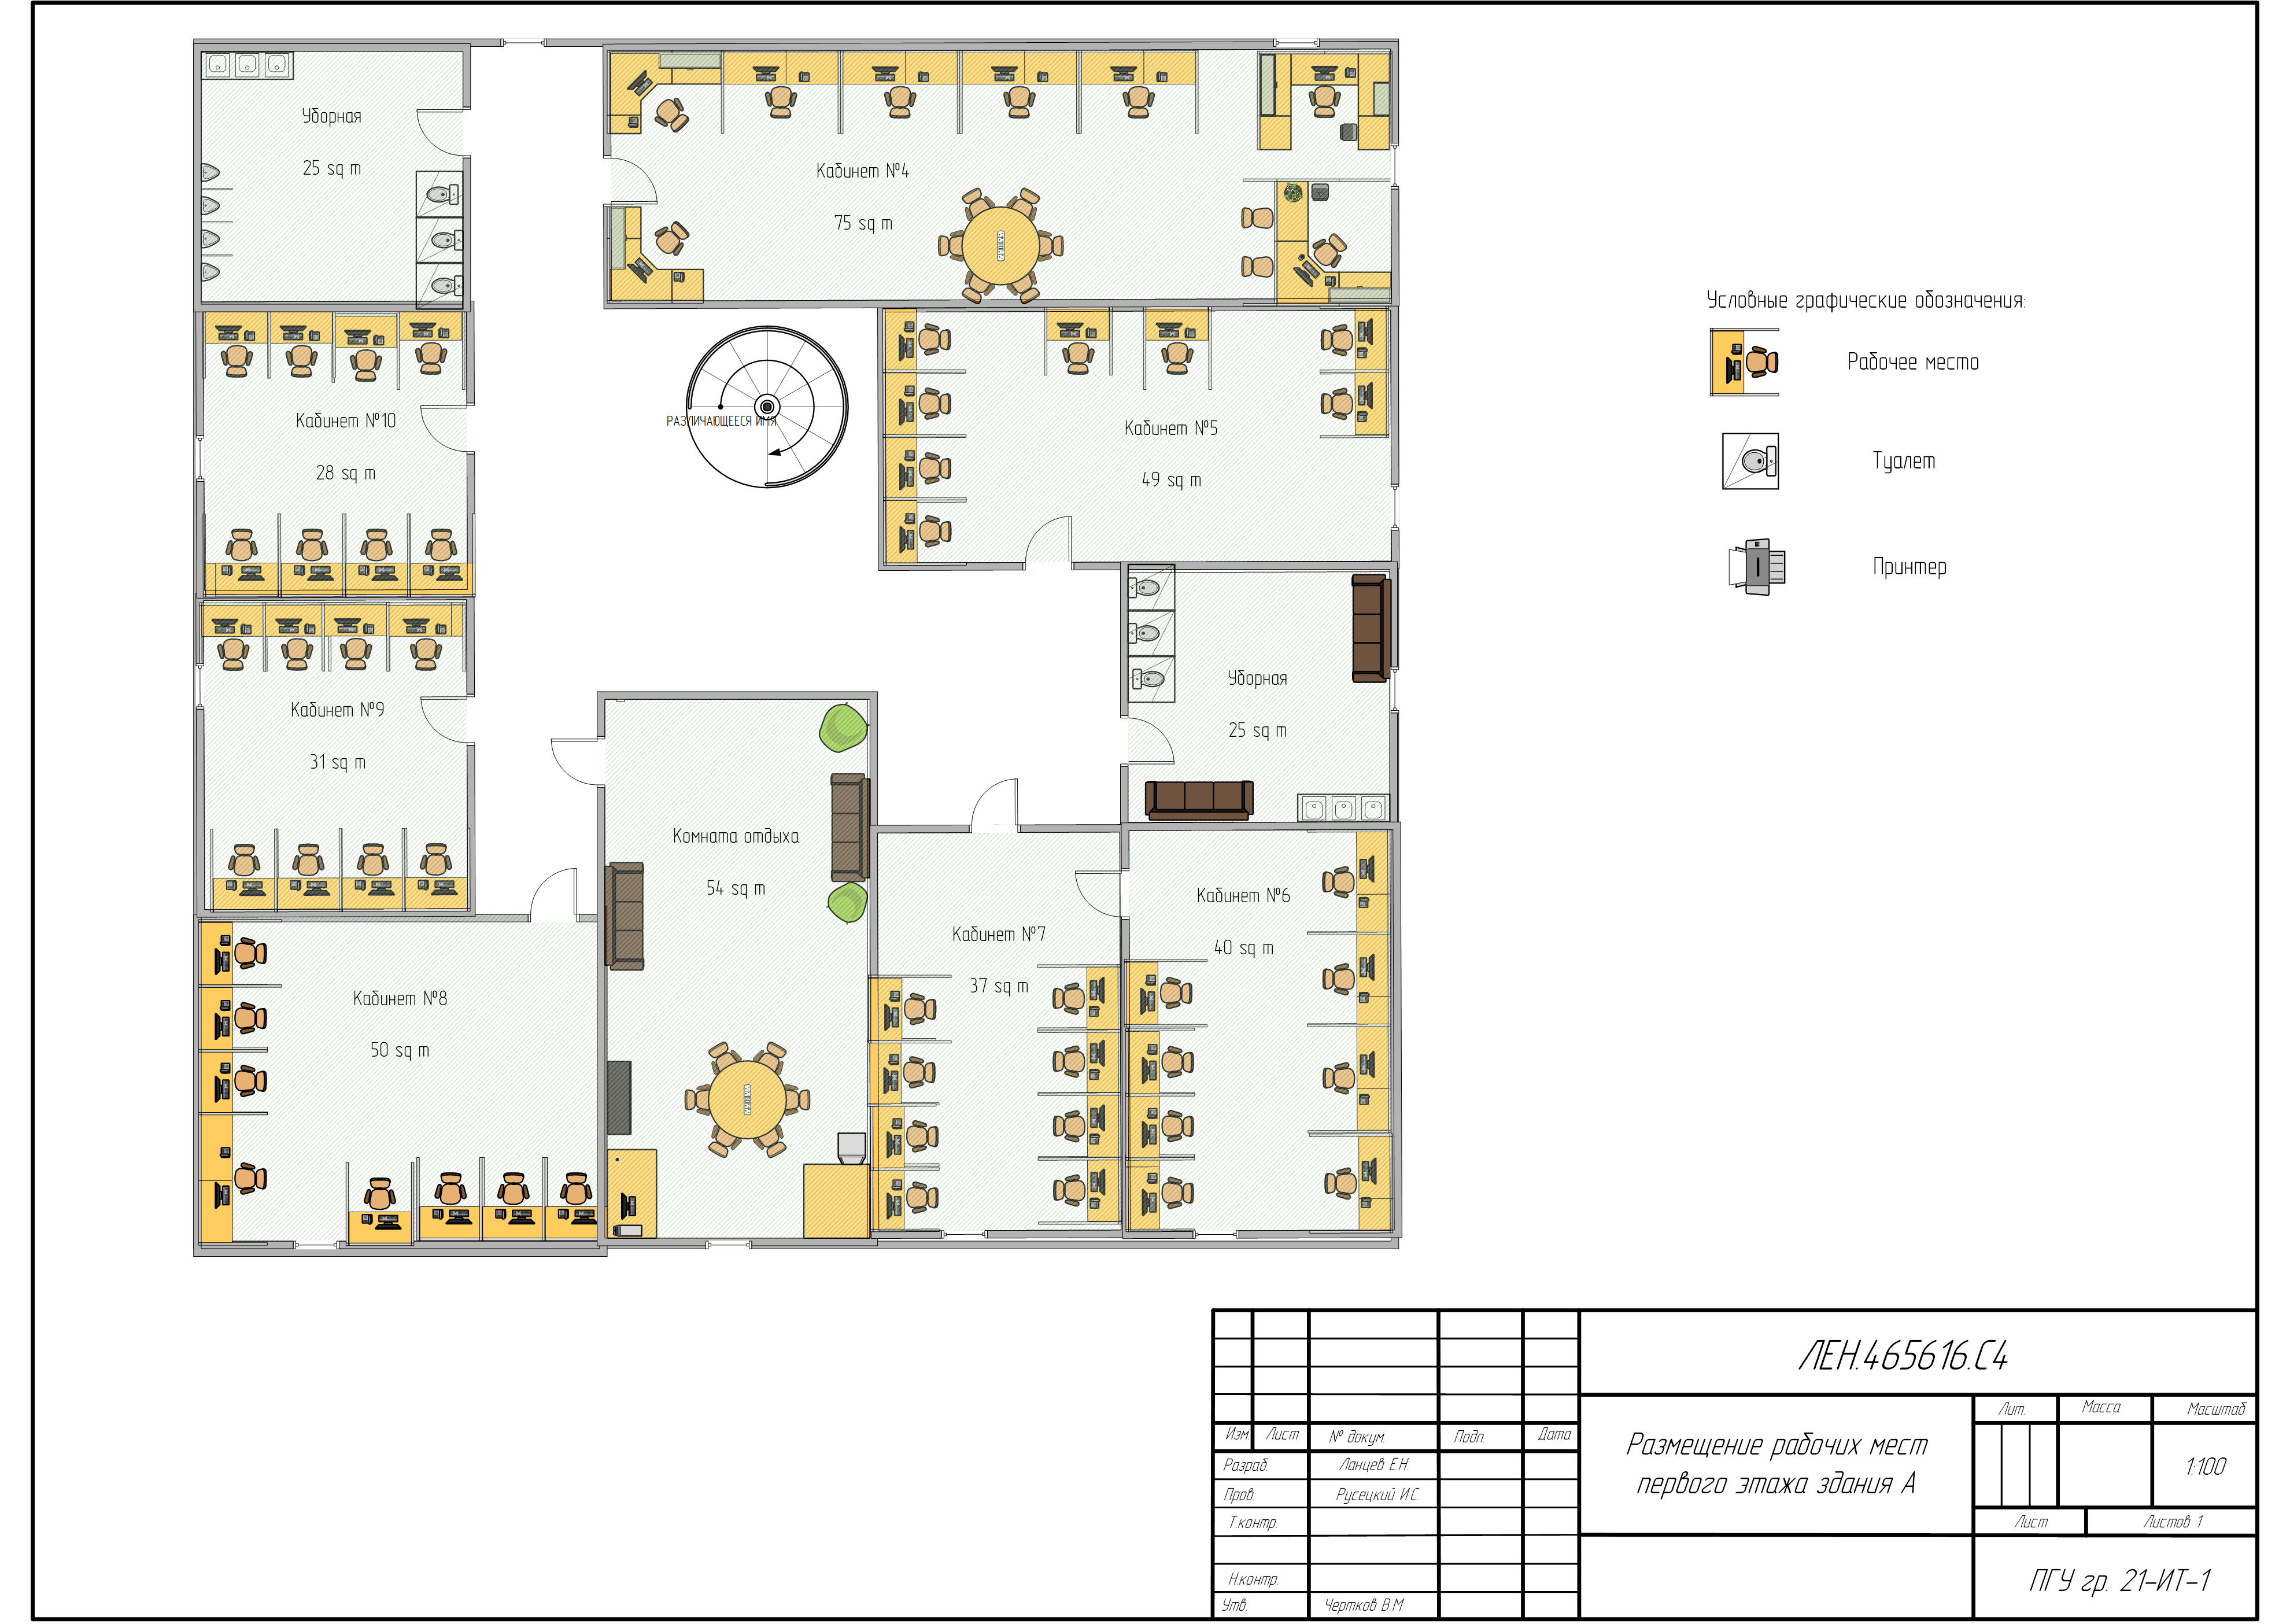 Уборная
25 sq m
Кабинет №4
75 sq m
Условные графические обозначения:
Рабочее место
Туалет
Принтер
Кабинет №10
28 sq m
РАЗЛИЧАЮЩЕЕСЯ ИМЯ
Кабинет №5
49 sq m
Кабинет №9
31 sq m
Уборная
25 sq m
Комната отдыха
54 sq m
Кабинет №6
40 sq m
Кабинет №7
37 sq m
Кабинет №8
50 sq m
ЛЕН.465616.С4
Изм. Лист № докум. Подп. Дата
Разраб. Ланцев Е.Н.
Пров. Русецкий И.С.
Т.контр.
Н.контр.
Утв. Чертков В.М.
Размещение рабочих мест
первого этажа здания А
Лит. Масса Масштаб
1:100
Лист Листов 1
ПГУ гр. 21-ИТ-1